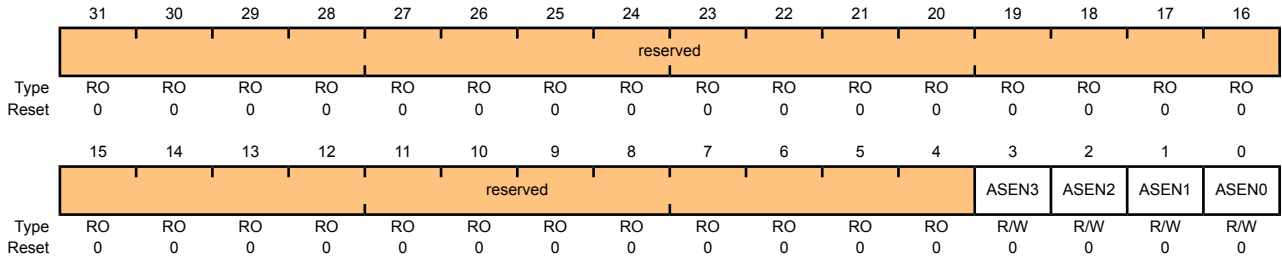 31 30 29 28 27 26 25 24 23 22 21 20 19 18 17 16
reserved
Type RO RO RO RO RO RO RO RO RO RO RO RO RO RO RO RO
Reset 0 0 0 0 0 0 0 0 0 0 0 0 0 0 0 0
15 14 13 12 11 10 9 8 7 6 5 4 3 2 1 0
reserved ASEN3 ASEN2 ASEN1 ASEN0
Type RO RO RO RO RO RO RO RO RO RO RO RO R/W R/W R/W R/W
Reset 0 0 0 0 0 0 0 0 0 0 0 0 0 0 0 0